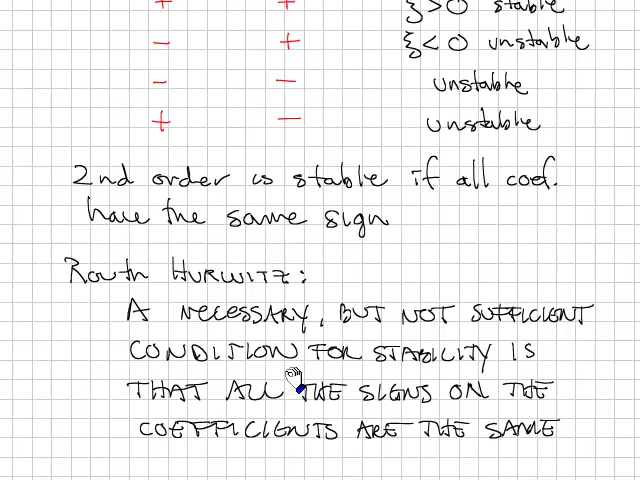 + + ξ>0 stable
- + ξ<0 unstable
- - unstable
+ - unstable
2nd order is stable if all coef.
have the same sign
Routh Hurwitz:
A NECESSARY, BUT NOT SUFFICIENT
CONDITION FOR STABILITY IS
THAT ALL THE SIGNS ON THE
COEFFICIENTS ARE THE SAME